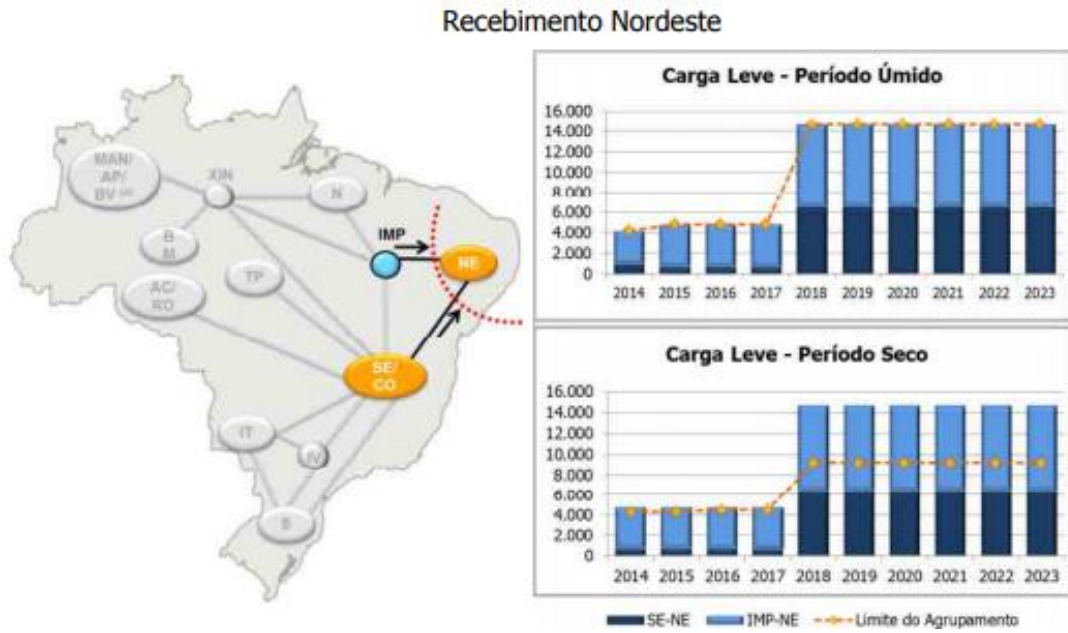 Recebimento Nordeste
MAN/
AP/
BV
XIN
N
B
M
IMP
NE
TP
AC/
RO
SE/
CO
IT
IV
S
Carga Leve - Período Úmido
16.000
14.000
12.000
10.000
8.000
6.000
4.000
2.000
0
2014 2015 2016 2017 2018 2019 2020 2021 2022 2023
Carga Leve - Período Seco
16.000
14.000
12.000
10.000
8.000
6.000
4.000
2.000
0
2014 2015 2016 2017 2018 2019 2020 2021 2022 2023
SE-NE IMP-NE Limite do Agrupamento